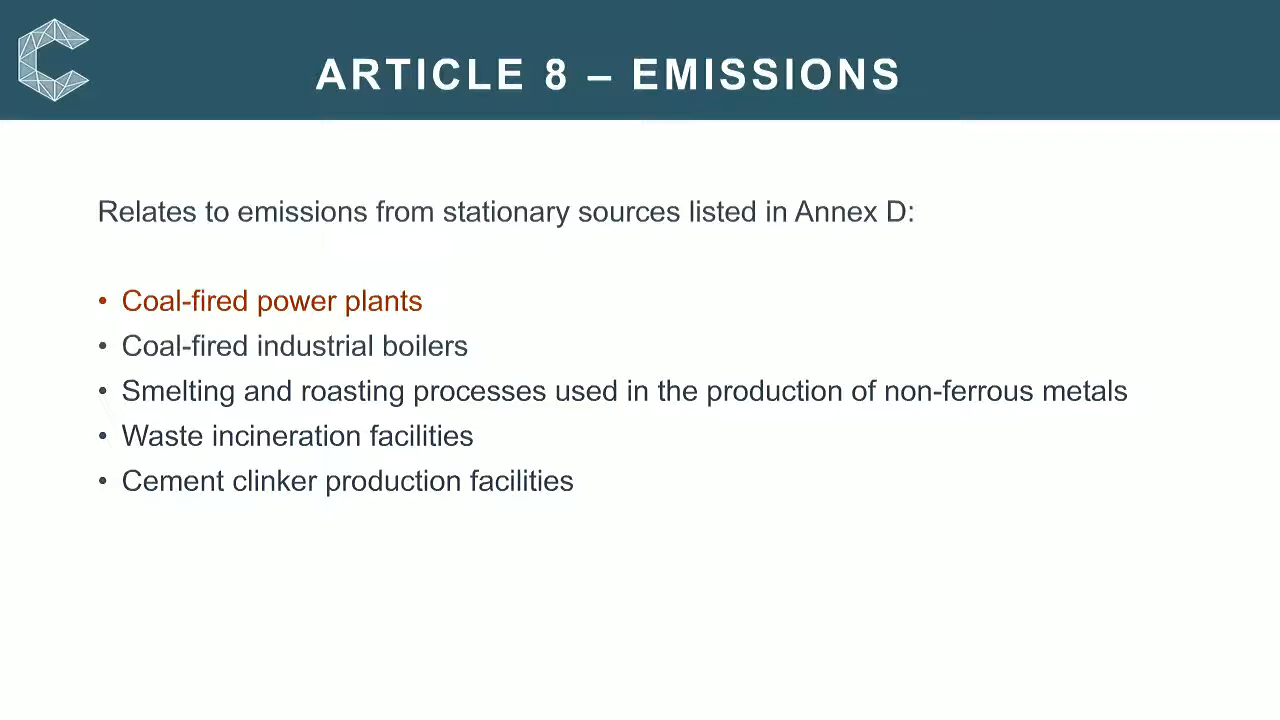 ARTICLE 8 – EMISSIONS
Relates to emissions from stationary sources listed in Annex D:
• Coal-fired power plants
• Coal-fired industrial boilers
• Smelting and roasting processes used in the production of non-ferrous metals
• Waste incineration facilities
• Cement clinker production facilities